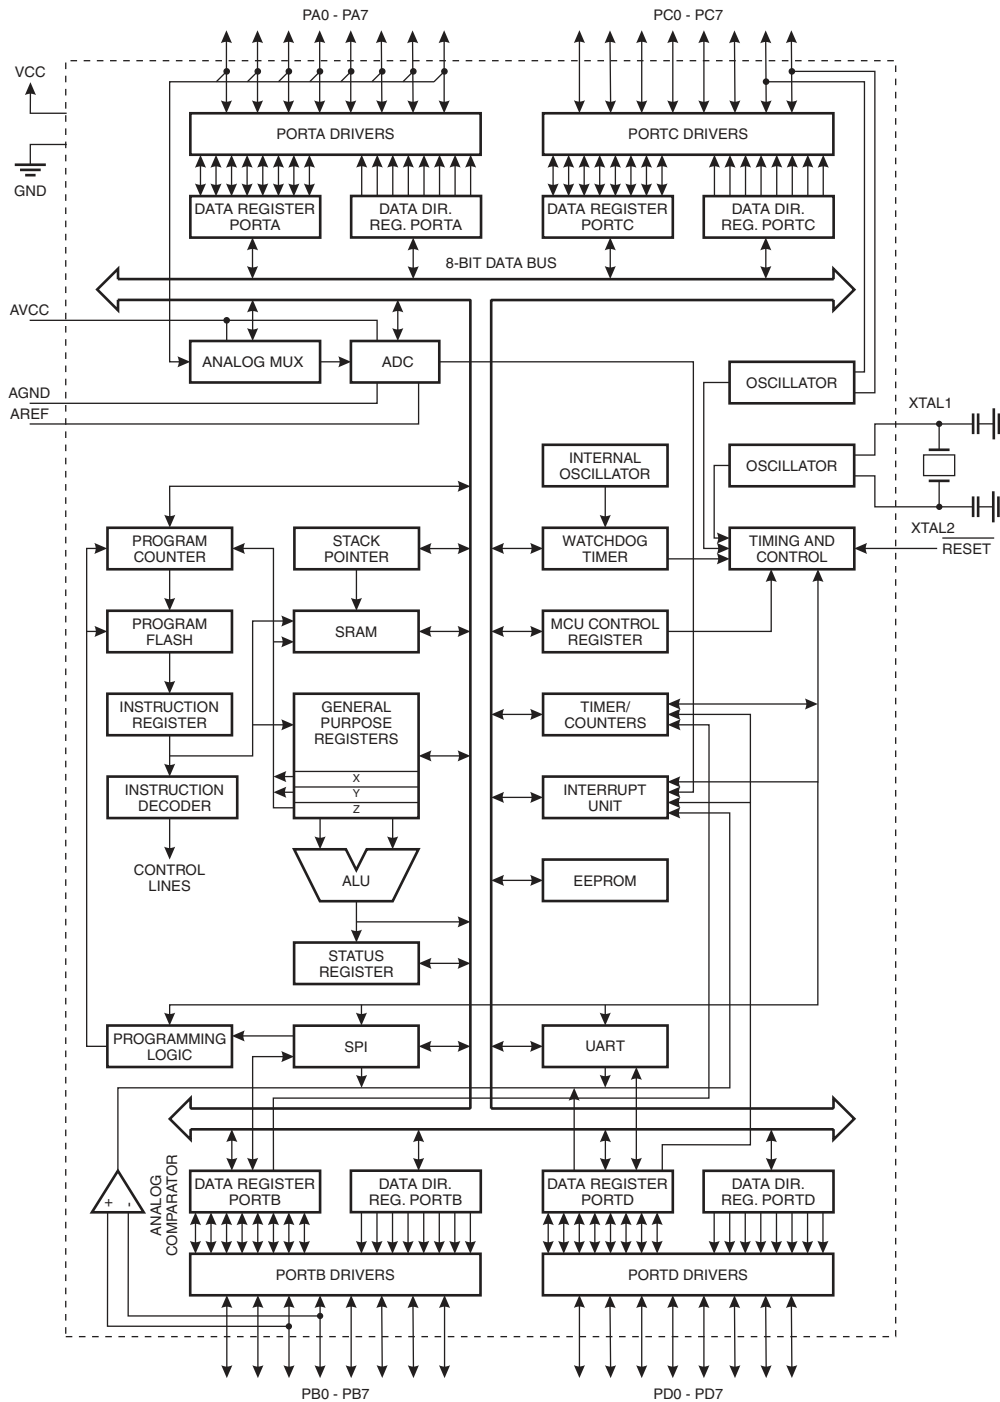 PA0 - PA7
PC0 - PC7
VCC
GND
PORTA DRIVERS
PORTC DRIVERS
DATA REGISTER
PORTA
DATA DIR.
REG. PORTA
DATA REGISTER
PORTC
DATA DIR.
REG. PORTC
8-BIT DATA BUS
AVCC
ANALOG MUX
ADC
AGND
AREF
OSCILLATOR
XTAL1
INTERNAL
OSCILLATOR
OSCILLATOR
XTAL2
RESET
PROGRAM
COUNTER
STACK
POINTER
WATCHDOG
TIMER
TIMING AND
CONTROL
PROGRAM
FLASH
SRAM
MCU CONTROL
REGISTER
INSTRUCTION
REGISTER
GENERAL
PURPOSE
REGISTERS
X
Y
Z
TIMER/
COUNTERS
INSTRUCTION
DECODER
INTERRUPT
UNIT
CONTROL
LINES
ALU
EEPROM
STATUS
REGISTER
PROGRAMMING
LOGIC
SPI
UART
ANALOG
COMPARATOR
+
-
DATA REGISTER
PORTB
DATA DIR.
REG. PORTB
DATA REGISTER
PORTD
DATA DIR.
REG. PORTD
PORTB DRIVERS
PORTD DRIVERS
PB0 - PB7
PD0 - PD7